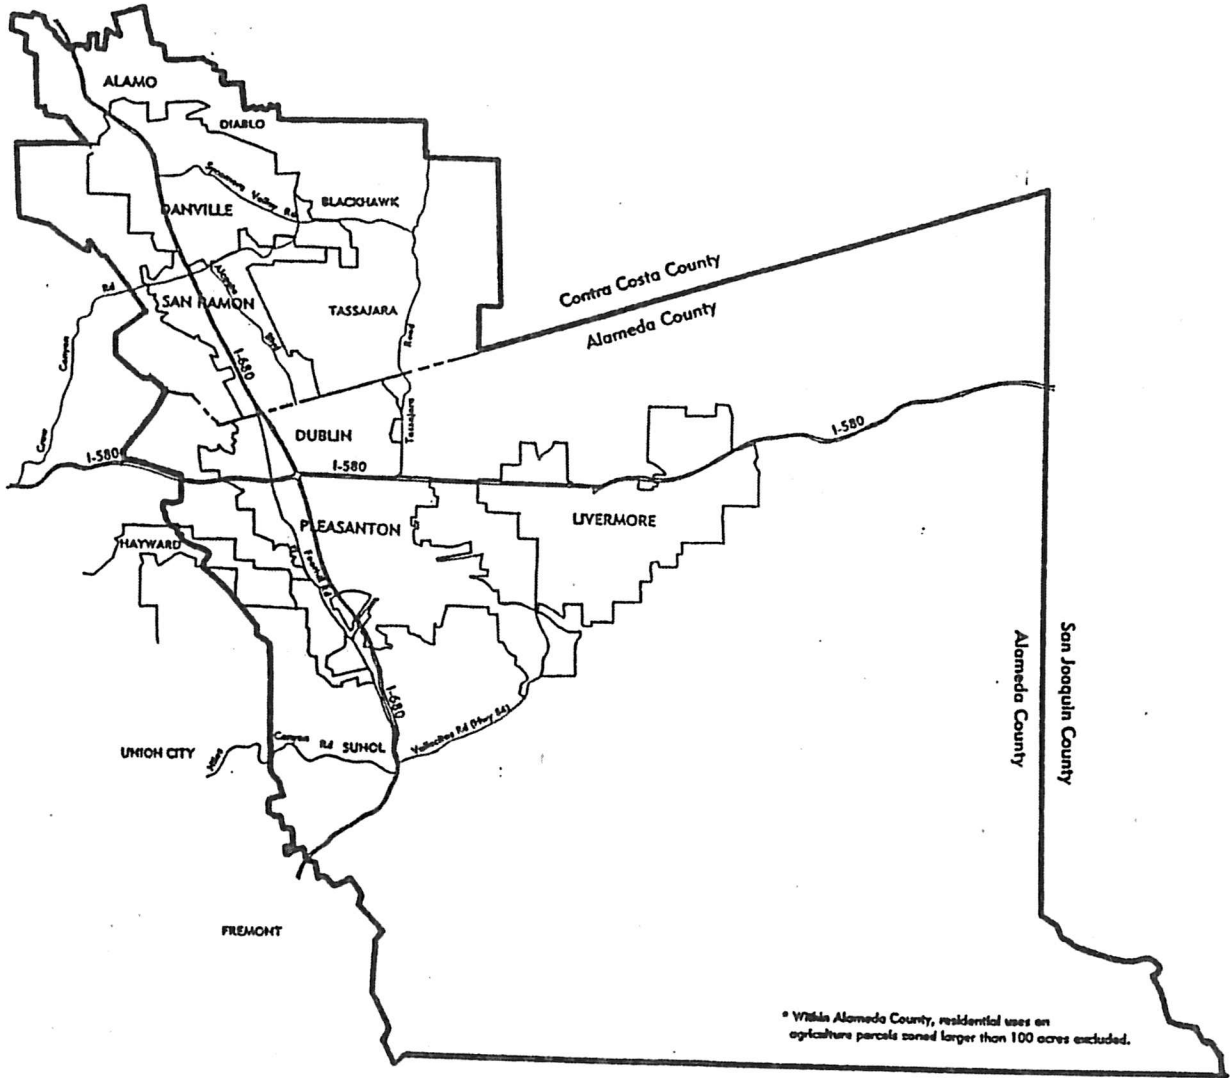 ALAMO
DIABLO
Sycamore Valley Rd
BLACKHAWK
DANVILLE
Contra Costa County
Alameda County
Rd
SAN RAMON
Alcosta
Blvd
TASSAJARA
Road
Canyon
I-680
Crow
Tassajara
DUBLIN
I-580
I-580
I-580
PLEASANTON
LIVERMORE
HAYWARD
Foothill Rd
San Joaquin County
Alameda County
I-680
Vallecitos Rd (Hwy 84)
UNION CITY
Niles
Canyon Rd
SUNOL
FREMONT
* Within Alameda County, residential uses on
agriculture parcels zoned larger than 100 acres excluded.